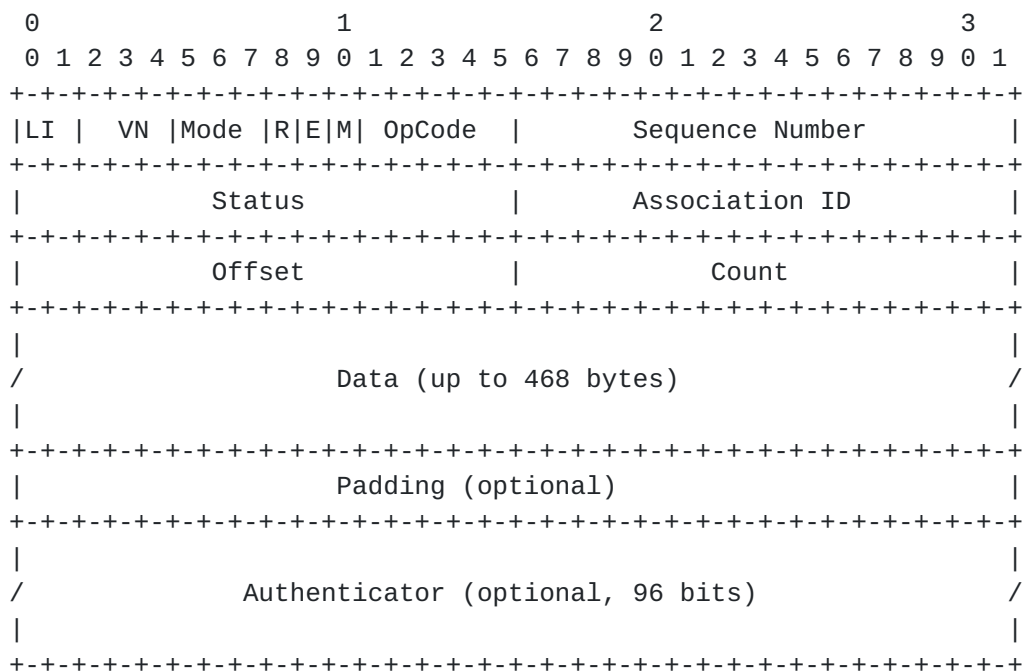 0                   1                   2                   3
 0 1 2 3 4 5 6 7 8 9 0 1 2 3 4 5 6 7 8 9 0 1 2 3 4 5 6 7 8 9 0 1
+-+-+-+-+-+-+-+-+-+-+-+-+-+-+-+-+-+-+-+-+-+-+-+-+-+-+-+-+-+-+-+-+
|LI |  VN |Mode |R|E|M| OpCode  |       Sequence Number         |
+-+-+-+-+-+-+-+-+-+-+-+-+-+-+-+-+-+-+-+-+-+-+-+-+-+-+-+-+-+-+-+-+
|            Status             |       Association ID          |
+-+-+-+-+-+-+-+-+-+-+-+-+-+-+-+-+-+-+-+-+-+-+-+-+-+-+-+-+-+-+-+-+
|            Offset             |            Count              |
+-+-+-+-+-+-+-+-+-+-+-+-+-+-+-+-+-+-+-+-+-+-+-+-+-+-+-+-+-+-+-+-+
|                                                               |
/                    Data (up to 468 bytes)                     /
|                                                               |
+-+-+-+-+-+-+-+-+-+-+-+-+-+-+-+-+-+-+-+-+-+-+-+-+-+-+-+-+-+-+-+-+
|                    Padding (optional)                         |
+-+-+-+-+-+-+-+-+-+-+-+-+-+-+-+-+-+-+-+-+-+-+-+-+-+-+-+-+-+-+-+-+
|                                                               |
/              Authenticator (optional, 96 bits)                /
|                                                               |
+-+-+-+-+-+-+-+-+-+-+-+-+-+-+-+-+-+-+-+-+-+-+-+-+-+-+-+-+-+-+-+-+